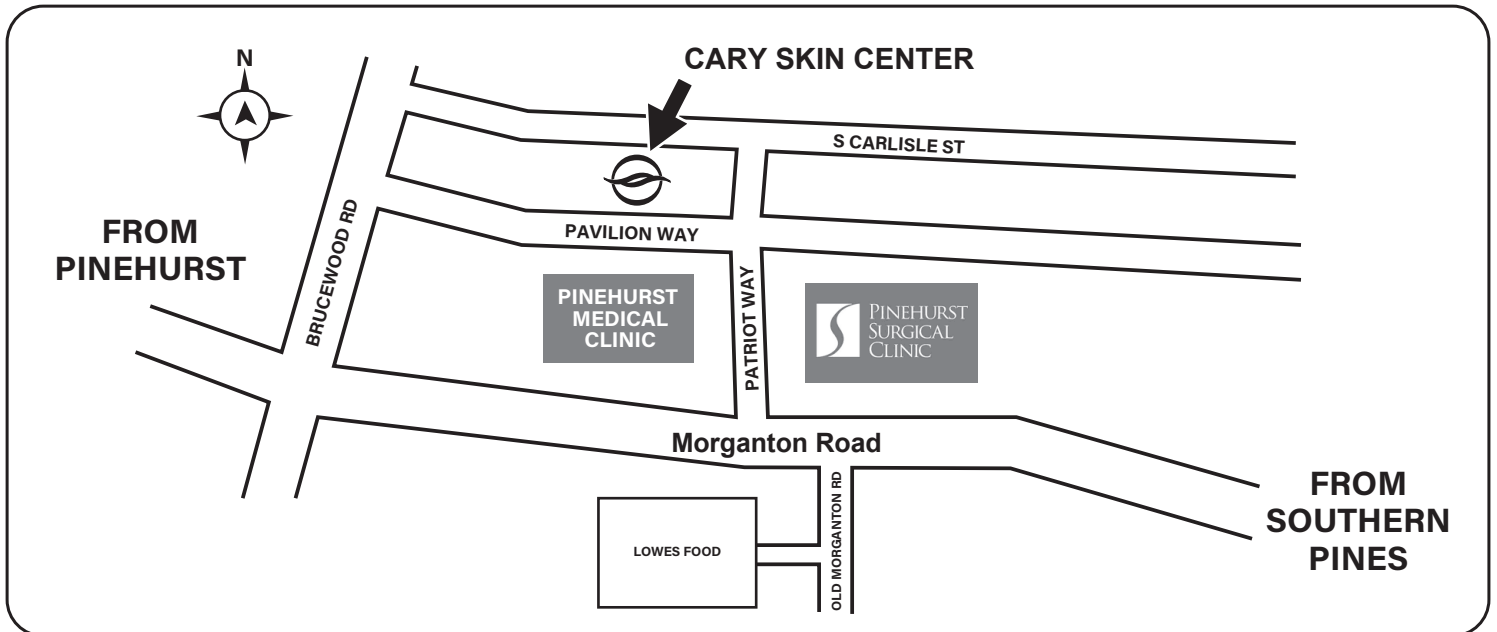 N
CARY SKIN CENTER
S CARLISLE ST
FROM
PINEHURST
BRUCEWOOD RD
PAVILION WAY
PINEHURST
MEDICAL
CLINIC
PATRIOT WAY
PINEHURST
SURGICAL
CLINIC
Morganton Road
FROM
SOUTHERN
PINES
LOWES FOOD
OLD MORGANTON RD